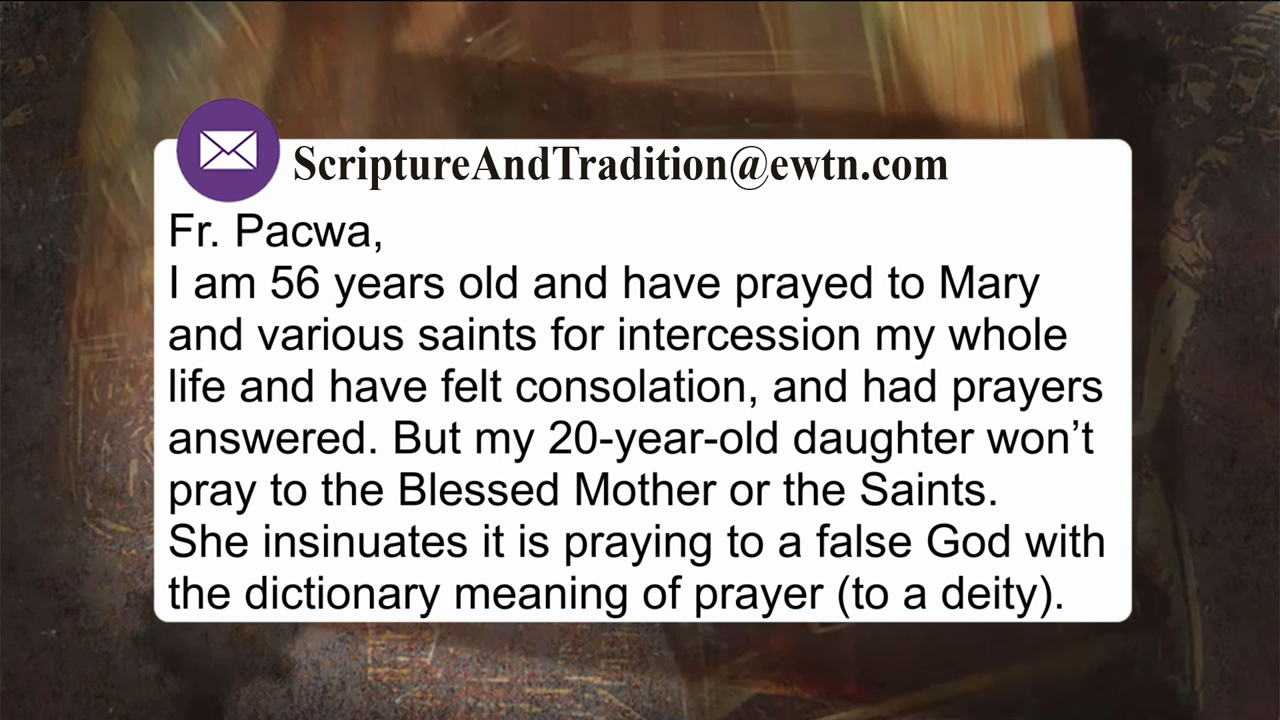 ScriptureAndTradition@ewtn.com
Fr. Pacwa,
I am 56 years old and have prayed to Mary
and various saints for intercession my whole
life and have felt consolation, and had prayers
answered. But my 20-year-old daughter won’t
pray to the Blessed Mother or the Saints.
She insinuates it is praying to a false God with
the dictionary meaning of prayer (to a deity).